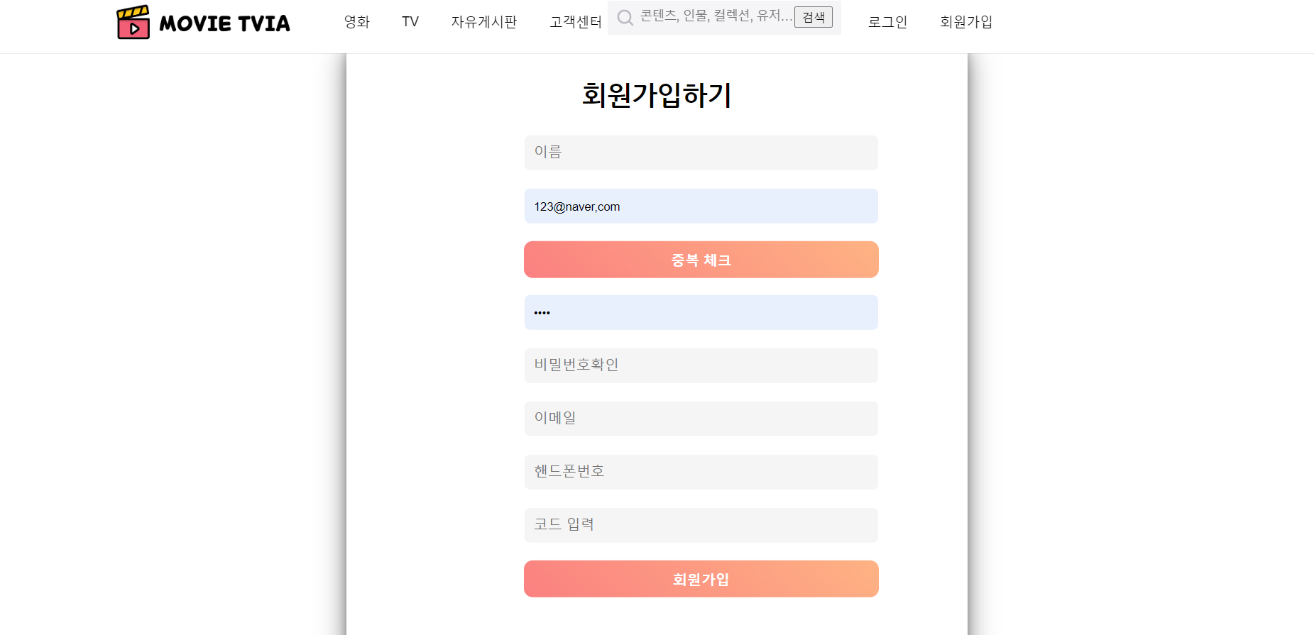 MOVIE TVIA 영화 TV 자유게시판 고객센터 콘텐츠, 인물, 컬렉션, 유저... 검색 로그인 회원가입
회원가입하기
이름
123@naver.com
중복 체크
••••
비밀번호확인
이메일
핸드폰번호
코드 입력
회원가입